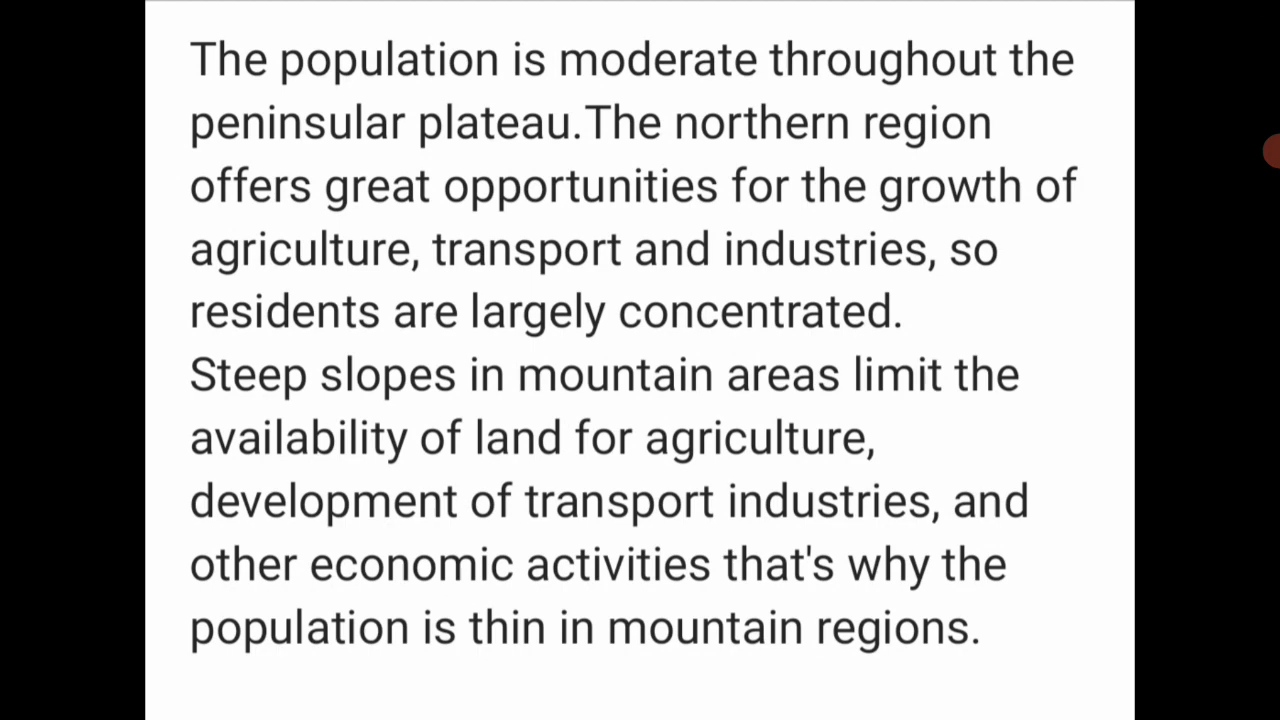 The population is moderate throughout the
peninsular plateau.The northern region
offers great opportunities for the growth of
agriculture, transport and industries, so
residents are largely concentrated.
Steep slopes in mountain areas limit the
availability of land for agriculture,
development of transport industries, and
other economic activities that's why the
population is thin in mountain regions.